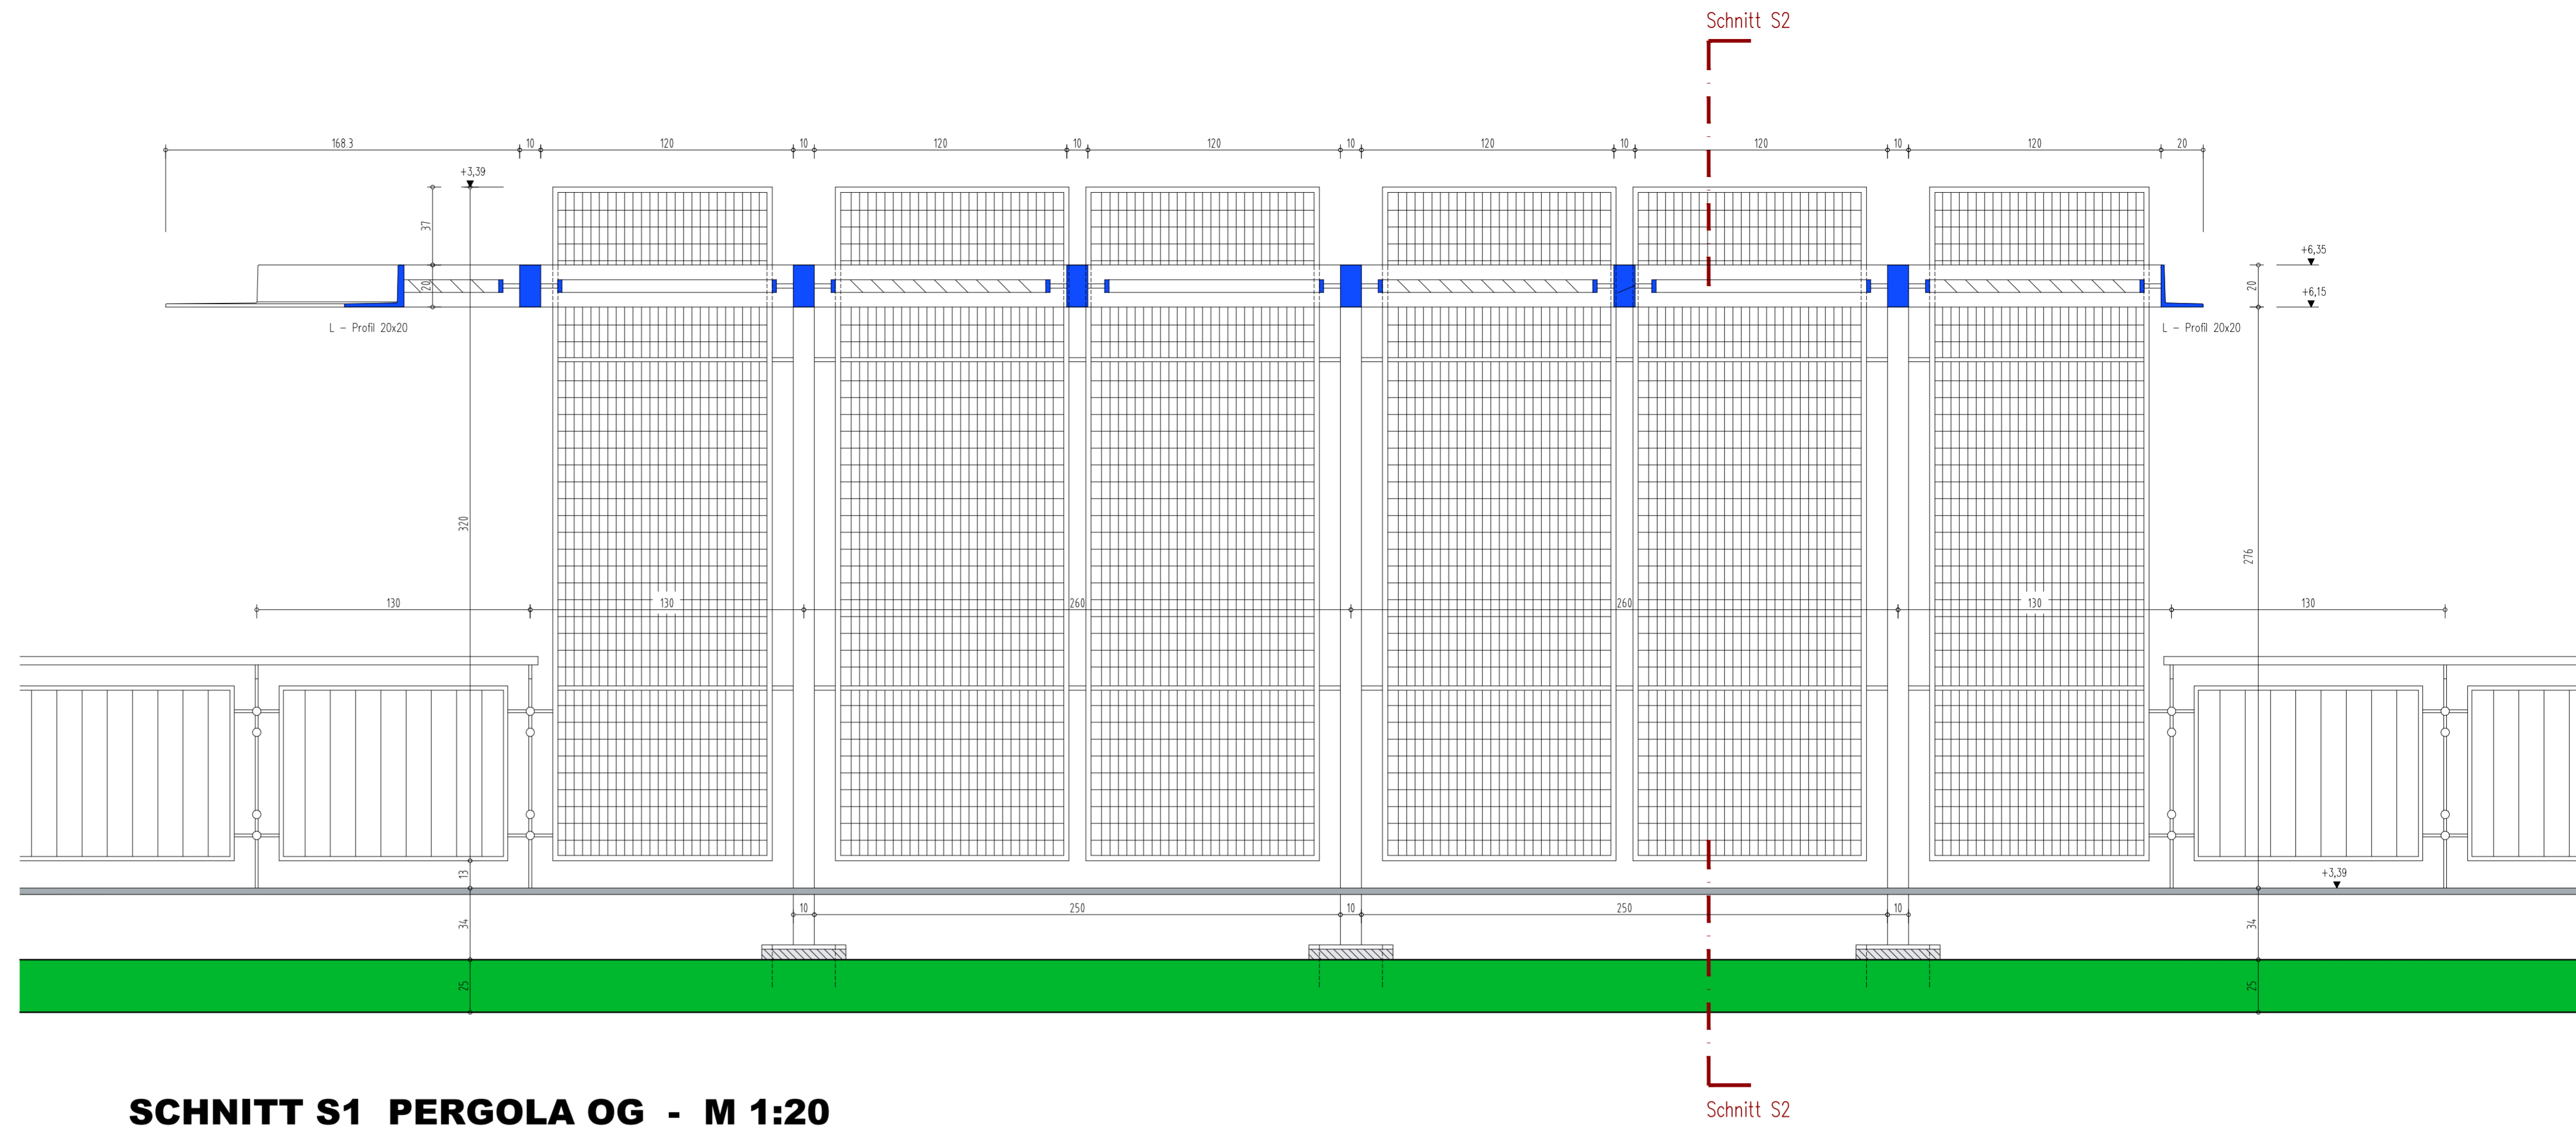 Schnitt S2
168.3 10 120 10 120 10 120 10 120 10 120 10 120 20
+3,39
37
+6,35
20 20
+6,15
L - Profil 20x20 L - Profil 20x20
320
276
130 130 260 260 130 130
13
+3,39
10 250 10 250 10
34 34
25 25
Schnitt S2
SCHNITT S1 PERGOLA OG - M 1:20